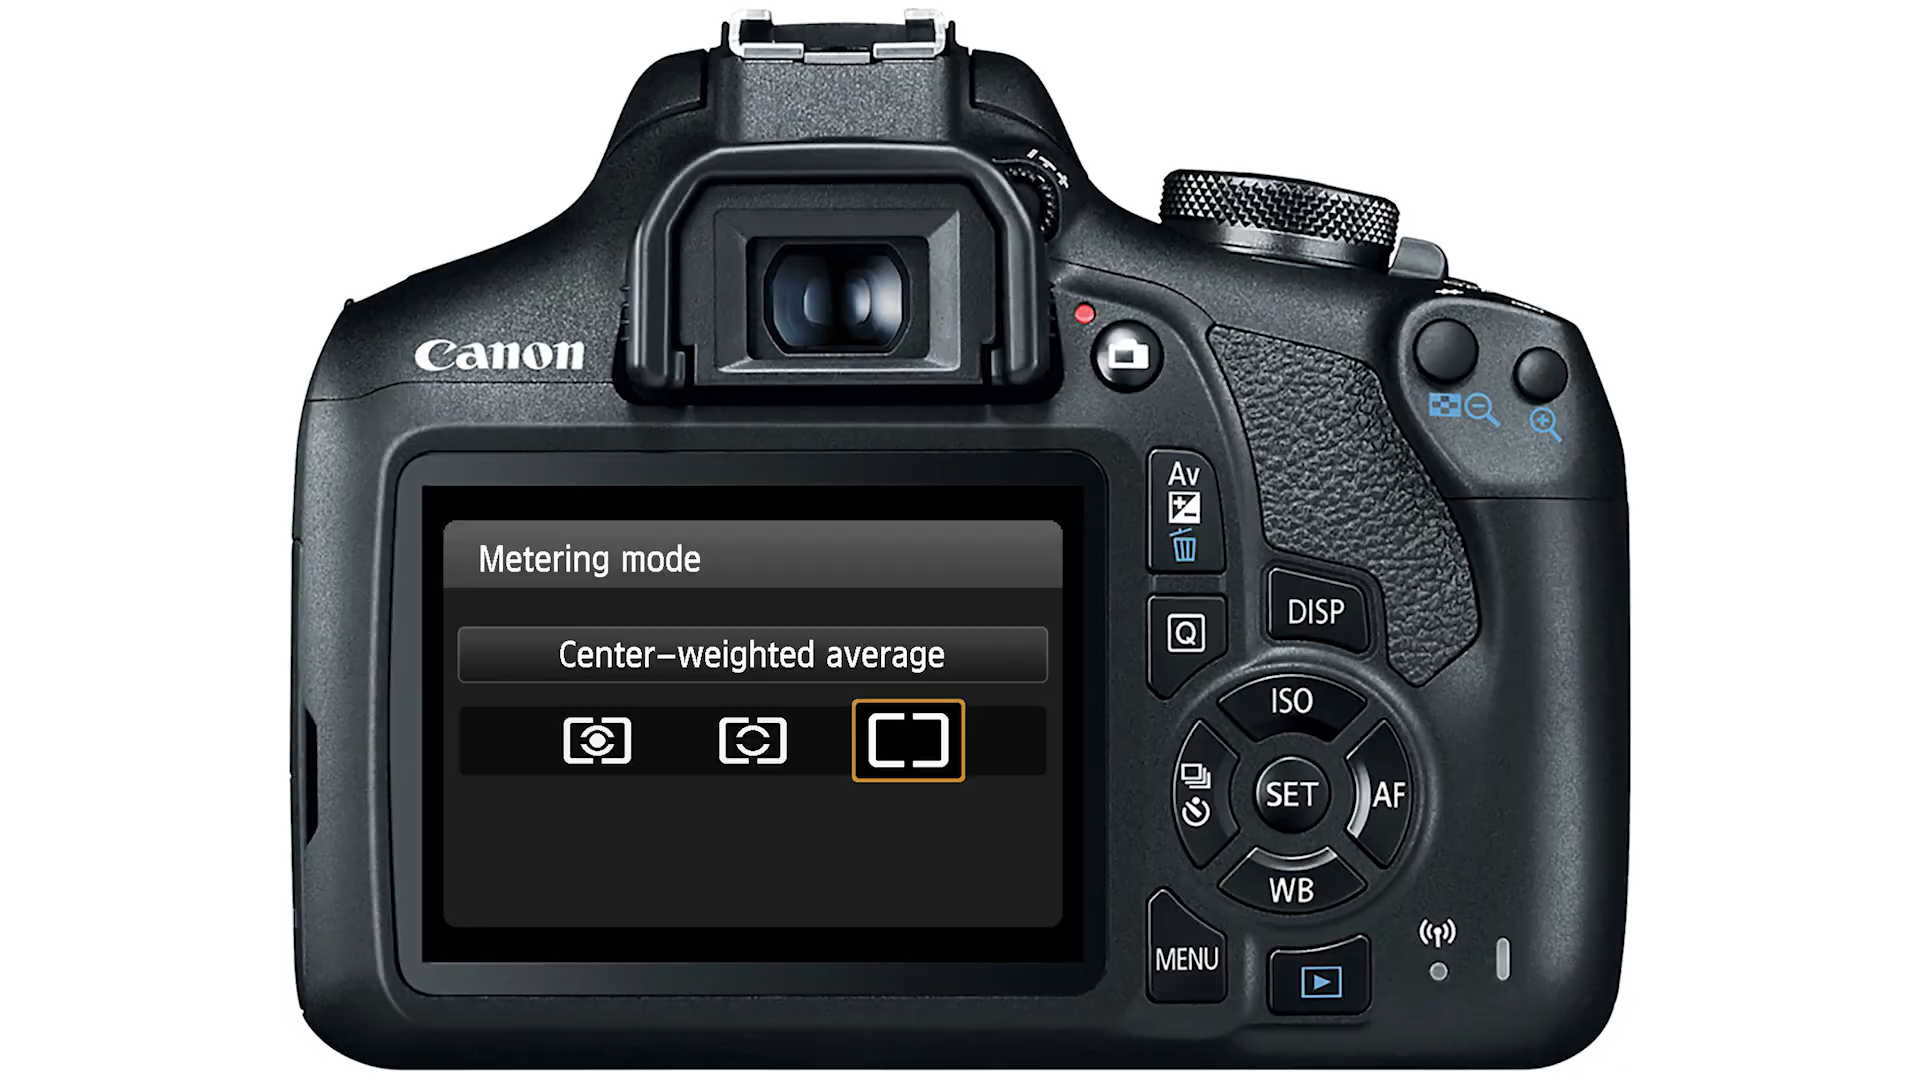 Canon
Av
Metering mode
Center-weighted average
Q
DISP
ISO
SET
AF
WB
MENU